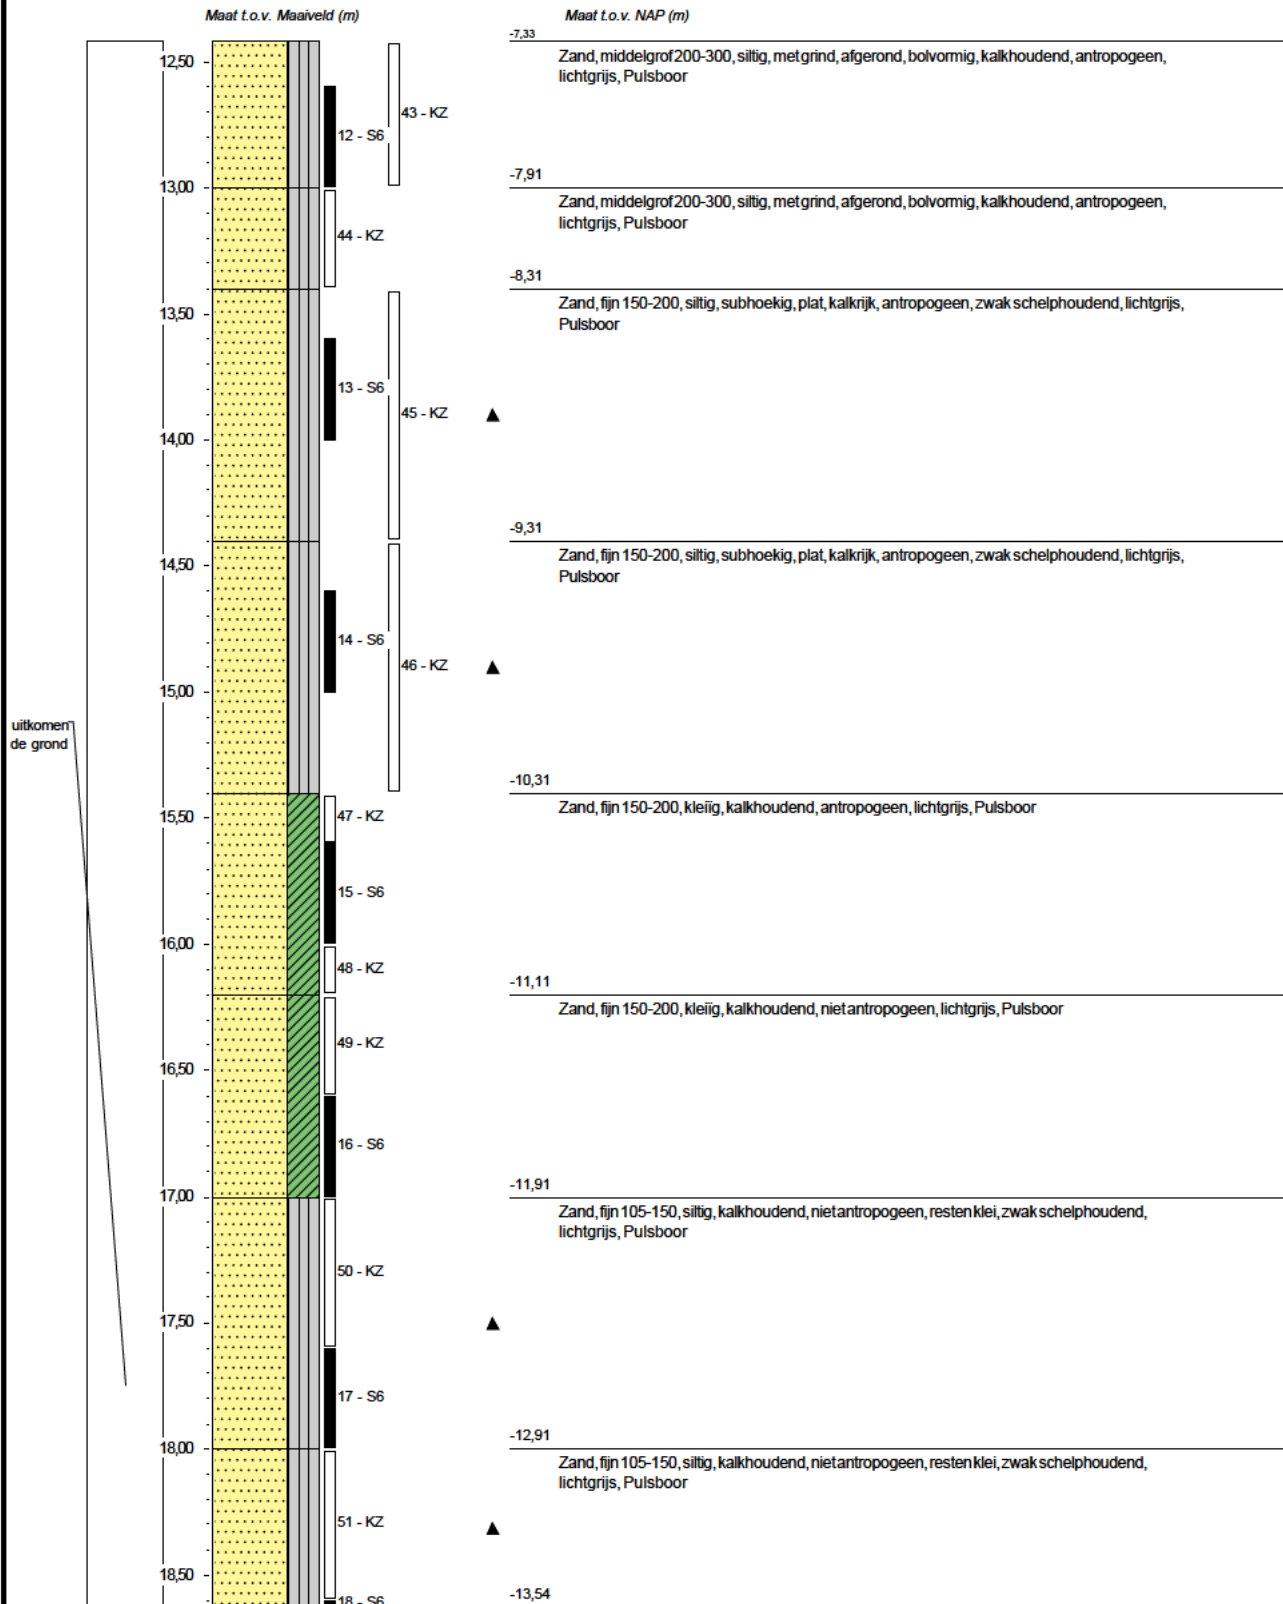 Maat t.o.v. Maaiveld (m)
Maat t.o.v. NAP (m)
-7,33
12,50
Zand, middelgrof 200-300, siltig, met grind, afgerond, bolvormig, kalkhoudend, antropogeen,
lichtgrijs, Pulsboor
43 - KZ
12 - S6
-7,91
13,00
Zand, middelgrof 200-300, siltig, met grind, afgerond, bolvormig, kalkhoudend, antropogeen,
lichtgrijs, Pulsboor
44 - KZ
-8,31
Zand, fijn 150-200, siltig, subhoekig, plat, kalkrijk, antropogeen, zwak schelphoudend, lichtgrijs,
Pulsboor
13,50
13 - S6
45 - KZ
14,00
-9,31
Zand, fijn 150-200, siltig, subhoekig, plat, kalkrijk, antropogeen, zwak schelphoudend, lichtgrijs,
Pulsboor
14,50
14 - S6
46 - KZ
15,00
uitkomen
de grond
-10,31
Zand, fijn 150-200, kleiïg, kalkhoudend, antropogeen, lichtgrijs, Pulsboor
15,50
47 - KZ
15 - S6
16,00
48 - KZ
-11,11
Zand, fijn 150-200, kleiïg, kalkhoudend, niet antropogeen, lichtgrijs, Pulsboor
49 - KZ
16,50
16 - S6
-11,91
17,00
Zand, fijn 105-150, siltig, kalkhoudend, niet antropogeen, resten klei, zwak schelphoudend,
lichtgrijs, Pulsboor
50 - KZ
17,50
17 - S6
-12,91
18,00
Zand, fijn 105-150, siltig, kalkhoudend, niet antropogeen, resten klei, zwak schelphoudend,
lichtgrijs, Pulsboor
51 - KZ
18,50
-13,54
18 - S6